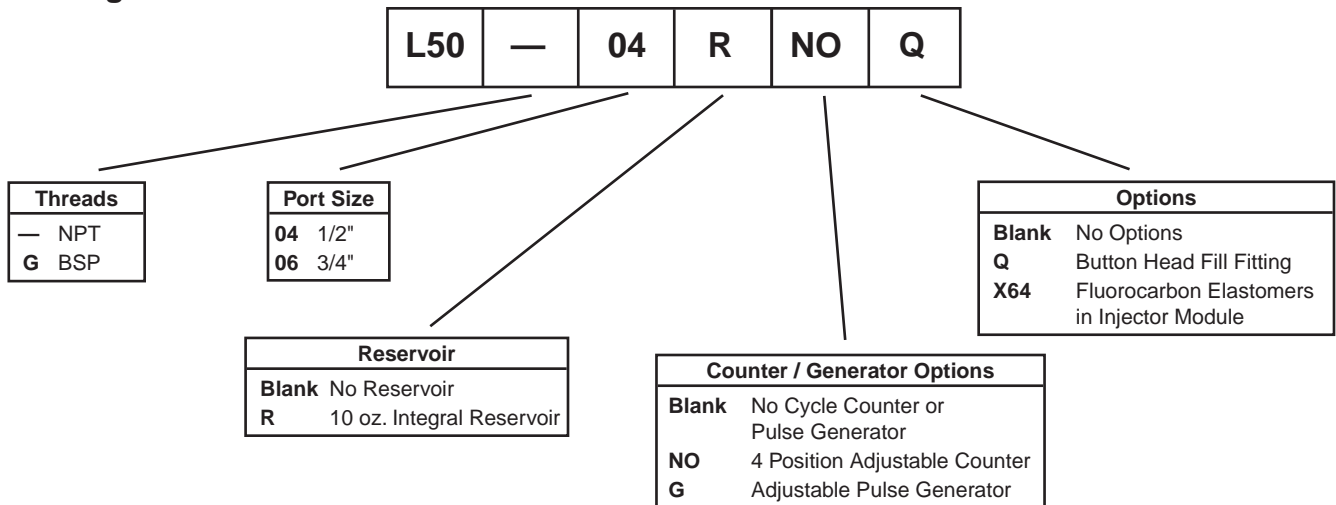 L50 — 04 R NO Q
Threads
— NPT
G BSP
Port Size
04 1/2"
06 3/4"
Reservoir
Blank No Reservoir
R 10 oz. Integral Reservoir
Counter / Generator Options
Blank No Cycle Counter or
Pulse Generator
NO 4 Position Adjustable Counter
G Adjustable Pulse Generator
Options
Blank No Options
Q Button Head Fill Fitting
X64 Fluorocarbon Elastomers
in Injector Module